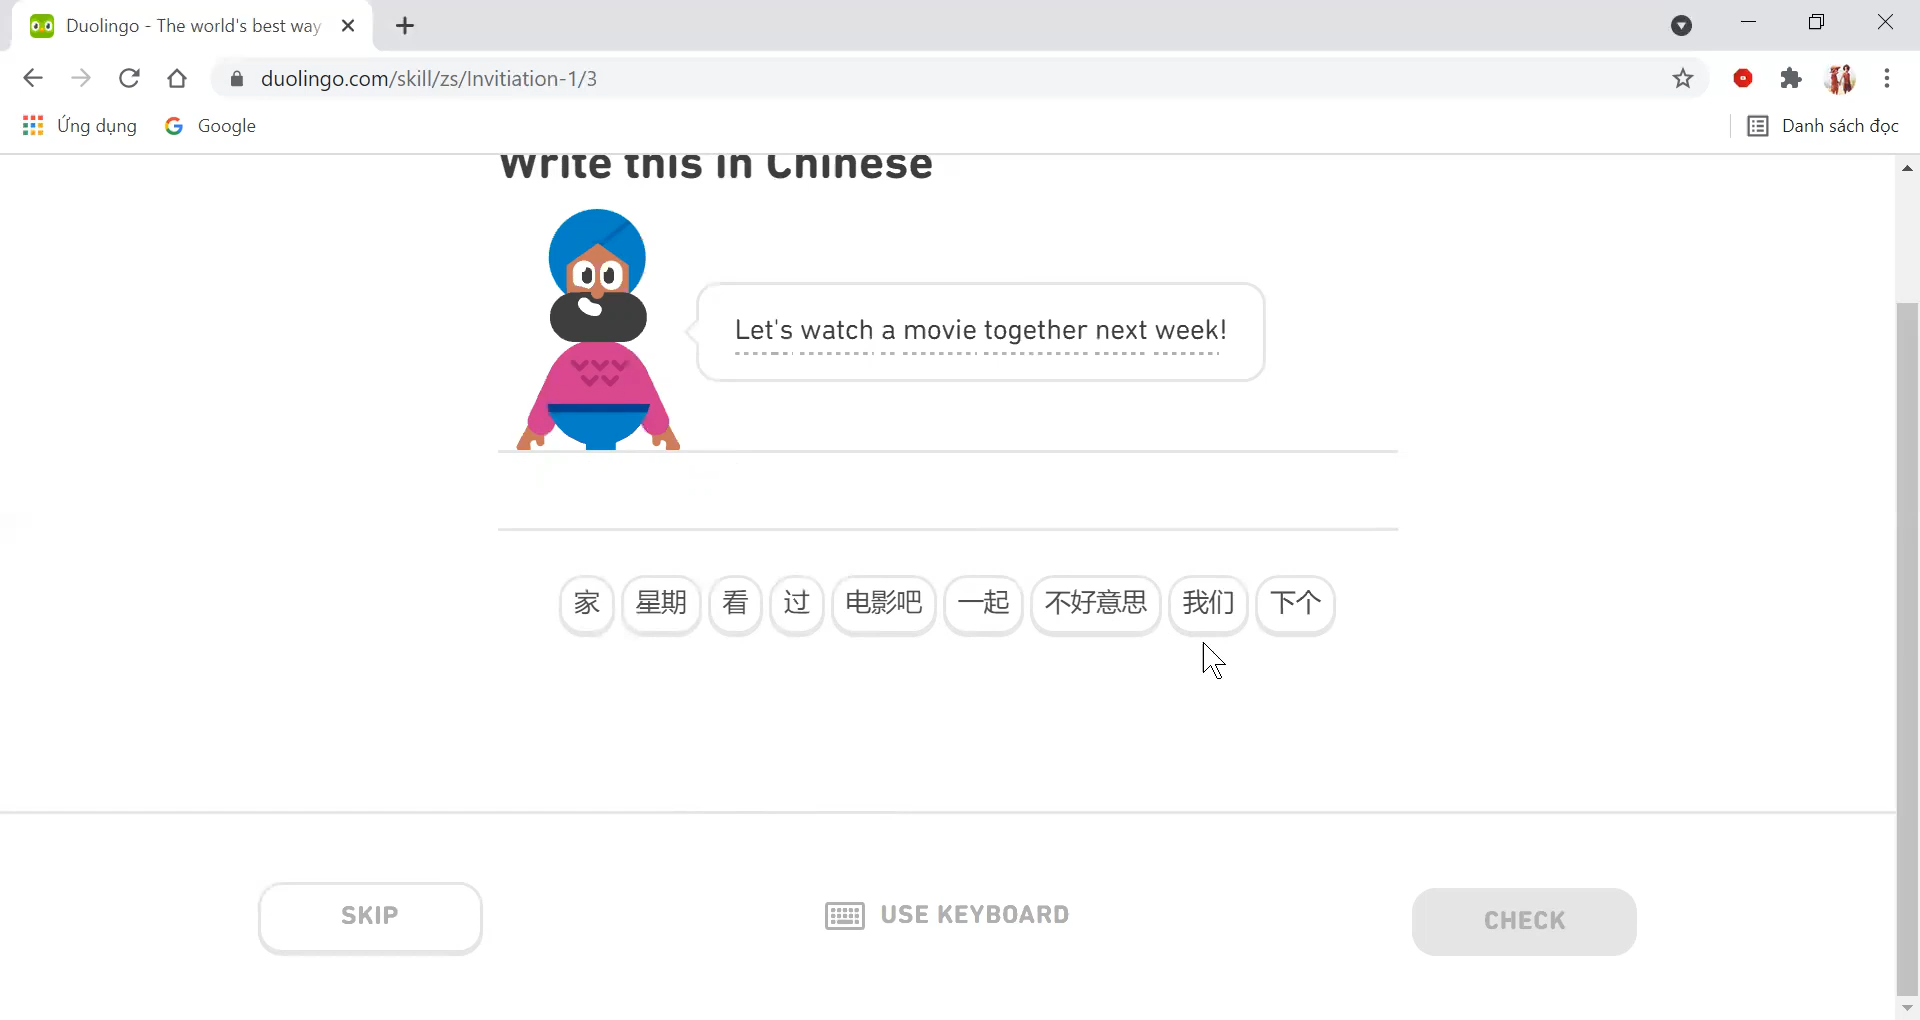 Duolingo - The world's best way
duolingo.com/skill/zs/Invitiation-1/3
Ứng dụng Google Danh sách đọc
Write this in Chinese
Let's watch a movie together next week!
家 星期 看 过 电影吧 一起 不好意思 我们 下个
SKIP USE KEYBOARD CHECK